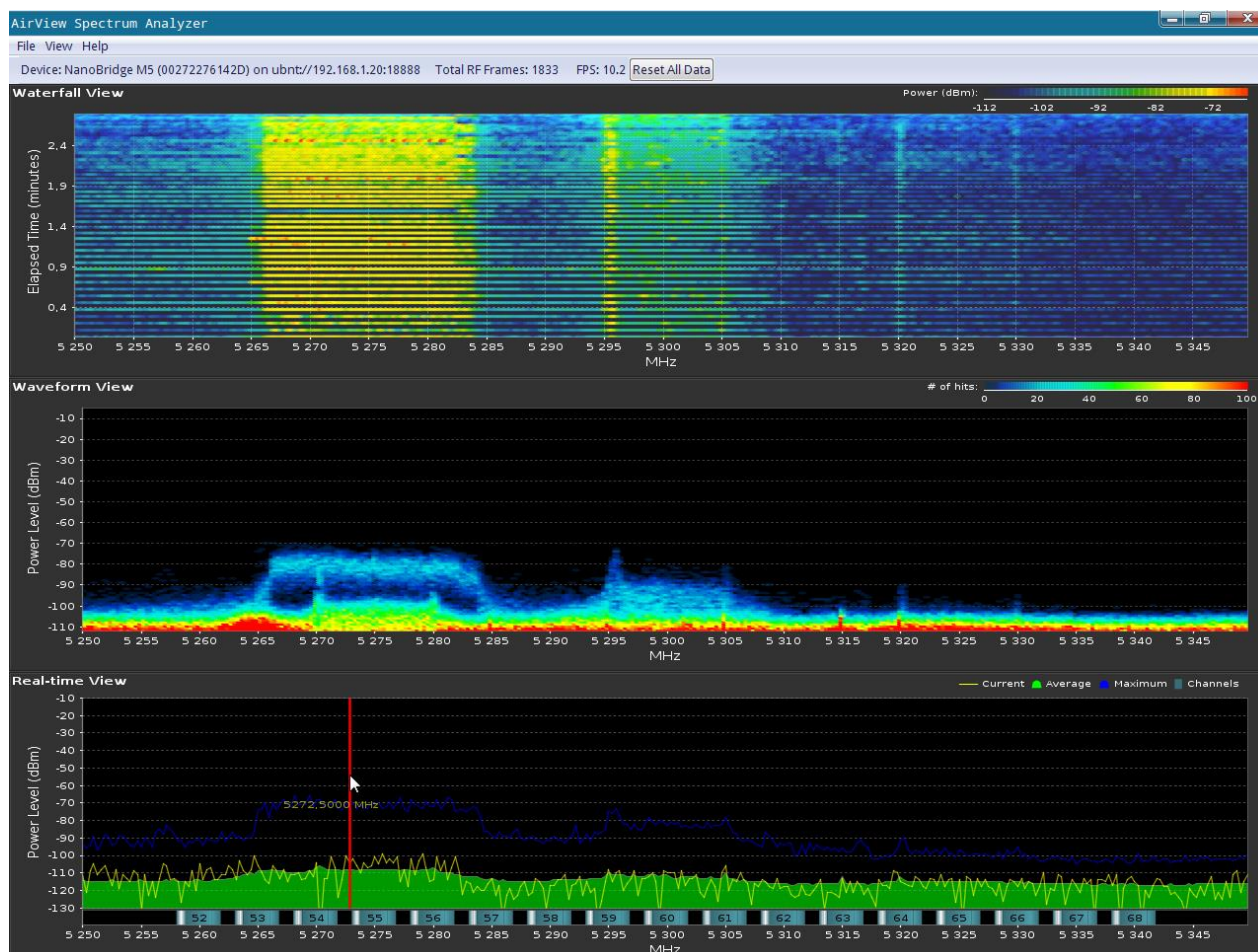 AirView Spectrum Analyzer
File View Help
Device: NanoBridge M5 (00272276142D) on ubnt://192.168.1.20:18888 Total RF Frames: 1833 FPS: 10.2 Reset All Data
Waterfall View Power (dBm):
-112 -102 -92 -82 -72
Elapsed Time (minutes)
2.4
1.9
1.4
0,9
0,4
5 250 5 255 5 260 5 265 5 270 5 275 5 280 5 285 5 290 5 295 5 300 5 305 5 310 5 315 5 320 5 325 5 330 5 335 5 340 5 345
MHz
Waveform View # of hits:
0 20 40 60 80 100
Power Level (dBm)
-10
-20
-30
-40
-50
-60
-70
-80
-90
-100
-110
5 250 5 255 5 260 5 265 5 270 5 275 5 280 5 285 5 290 5 295 5 300 5 305 5 310 5 315 5 320 5 325 5 330 5 335 5 340 5 345
MHz
Real-time View Current Average Maximum Channels
Power Level (dBm)
-10
-20
-30
-40
-50
-60
-70
-80
-90
-100
-110
-120
-130
5272,5000 MHz
52 53 54 55 56 57 58 59 60 61 62 63 64 65 66 67 68
5 250 5 255 5 260 5 265 5 270 5 275 5 280 5 285 5 290 5 295 5 300 5 305 5 310 5 315 5 320 5 325 5 330 5 335 5 340 5 345
MHz